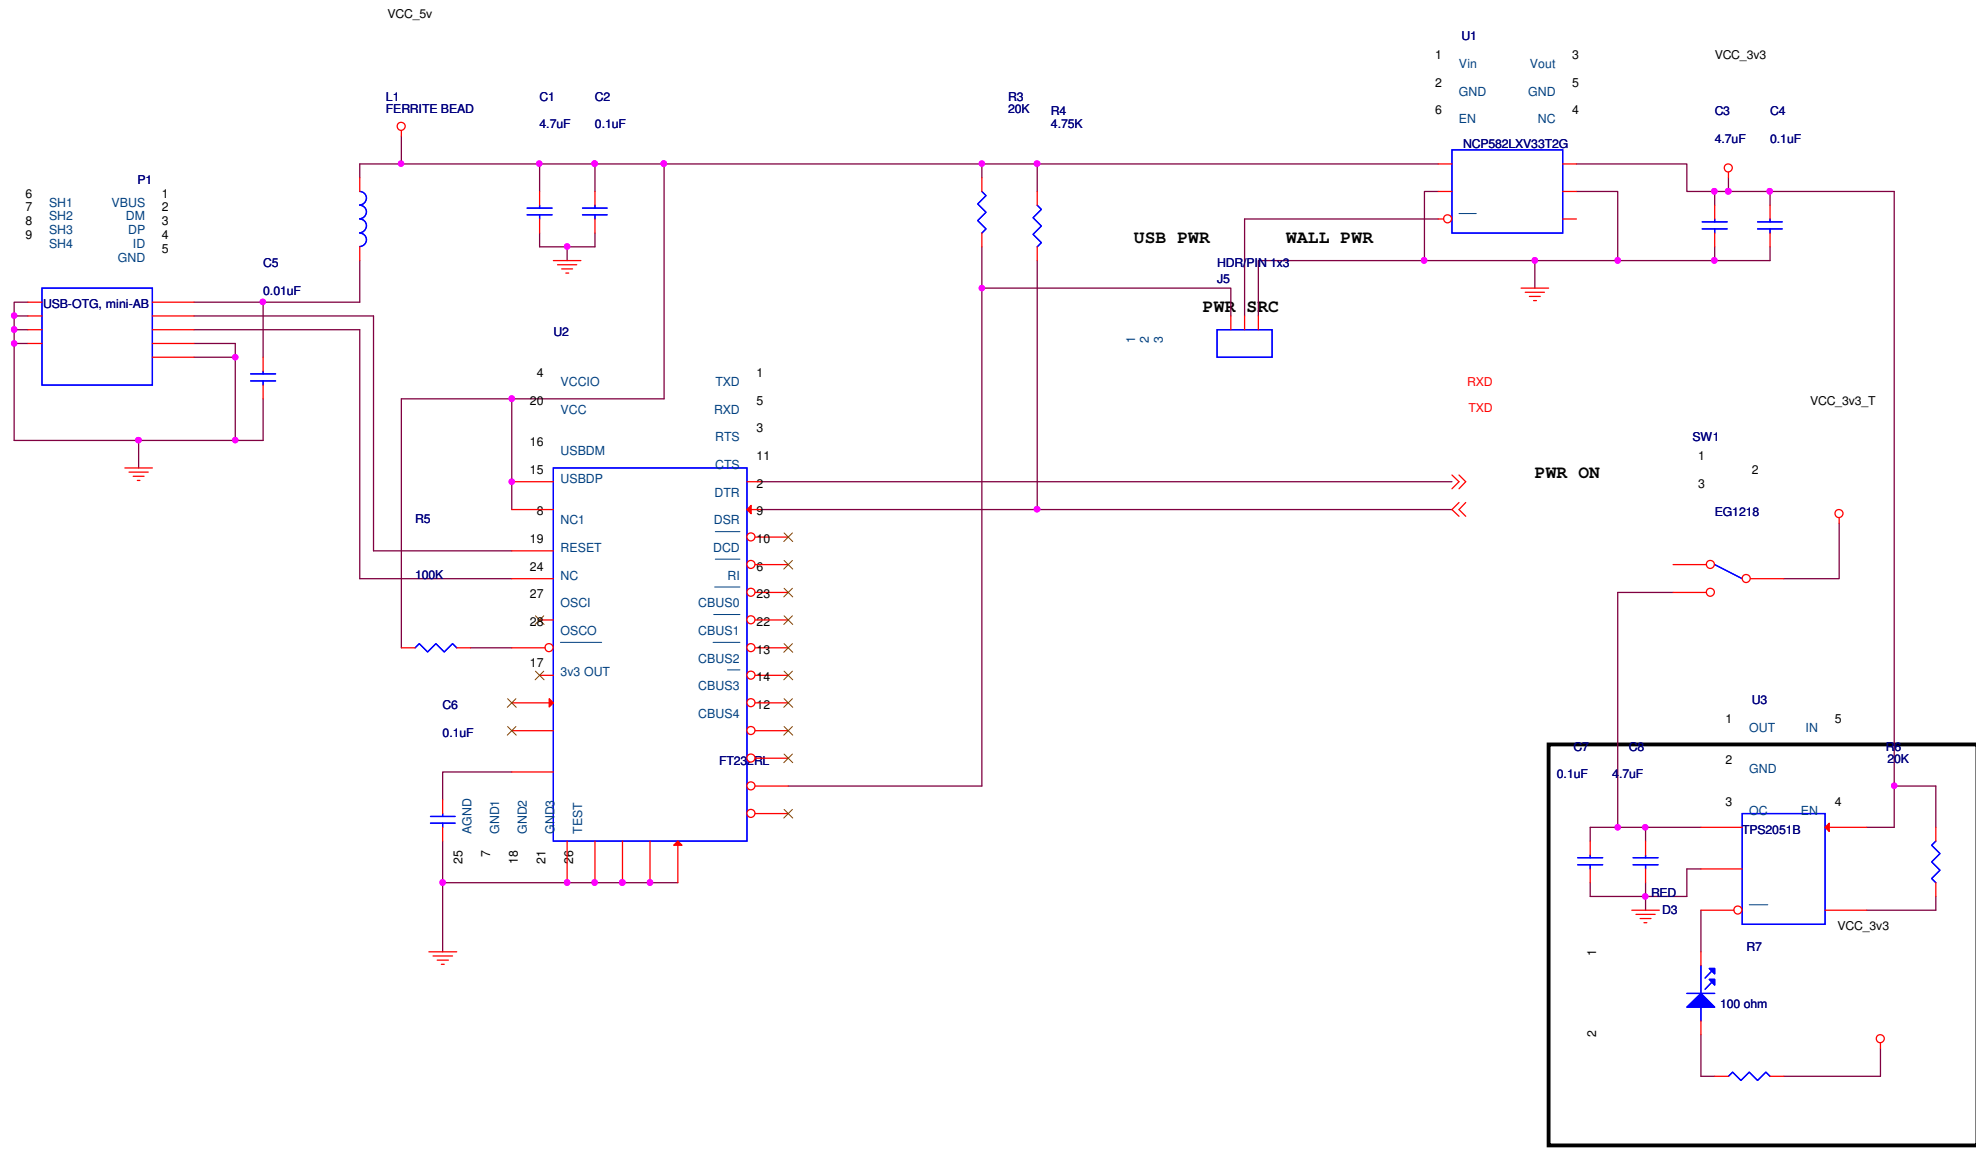 VCC_5v
U1
1 Vin Vout 3
2 GND GND 5
6 EN NC 4
NCP582LXV33T2G
VCC_3v3
C3
4.7uF
C4
0.1uF
L1
FERRITE BEAD
C1
4.7uF
C2
0.1uF
R3
20K
R4
4.75K
P1
6 SH1 VBUS 1
7 SH2 DM 2
8 SH3 DP 3
9 SH4 ID 4
GND 5
USB-OTG, mini-AB
C5
0.01uF
USB PWR
WALL PWR
HDR/PIN 1x3
J5
PWR SRC
1 2 3
U2
4 VCCIO TXD 1
20 VCC RXD 5
RTS 3
16 USBDM CTS 11
15 USBDP DTR 2
8 NC1 DSR 9
19 RESET DCD 10
24 NC RI 6
27 OSCI CBUS0 23
28 OSCO CBUS1 22
CBUS2 13
17 3v3 OUT CBUS3 14
CBUS4 12
FT232RL
AGND GND1 GND2 GND3 TEST
25 7 18 21 26
R5
100K
C6
0.1uF
RXD
TXD
VCC_3v3_T
SW1
1
2
3
PWR ON
EG1218
U3
1 OUT IN 5
2 GND
3 OC EN 4
TPS2051B
C7
0.1uF
C8
4.7uF
R6
20K
RED
D3
VCC_3v3
R7
1
100 ohm
2